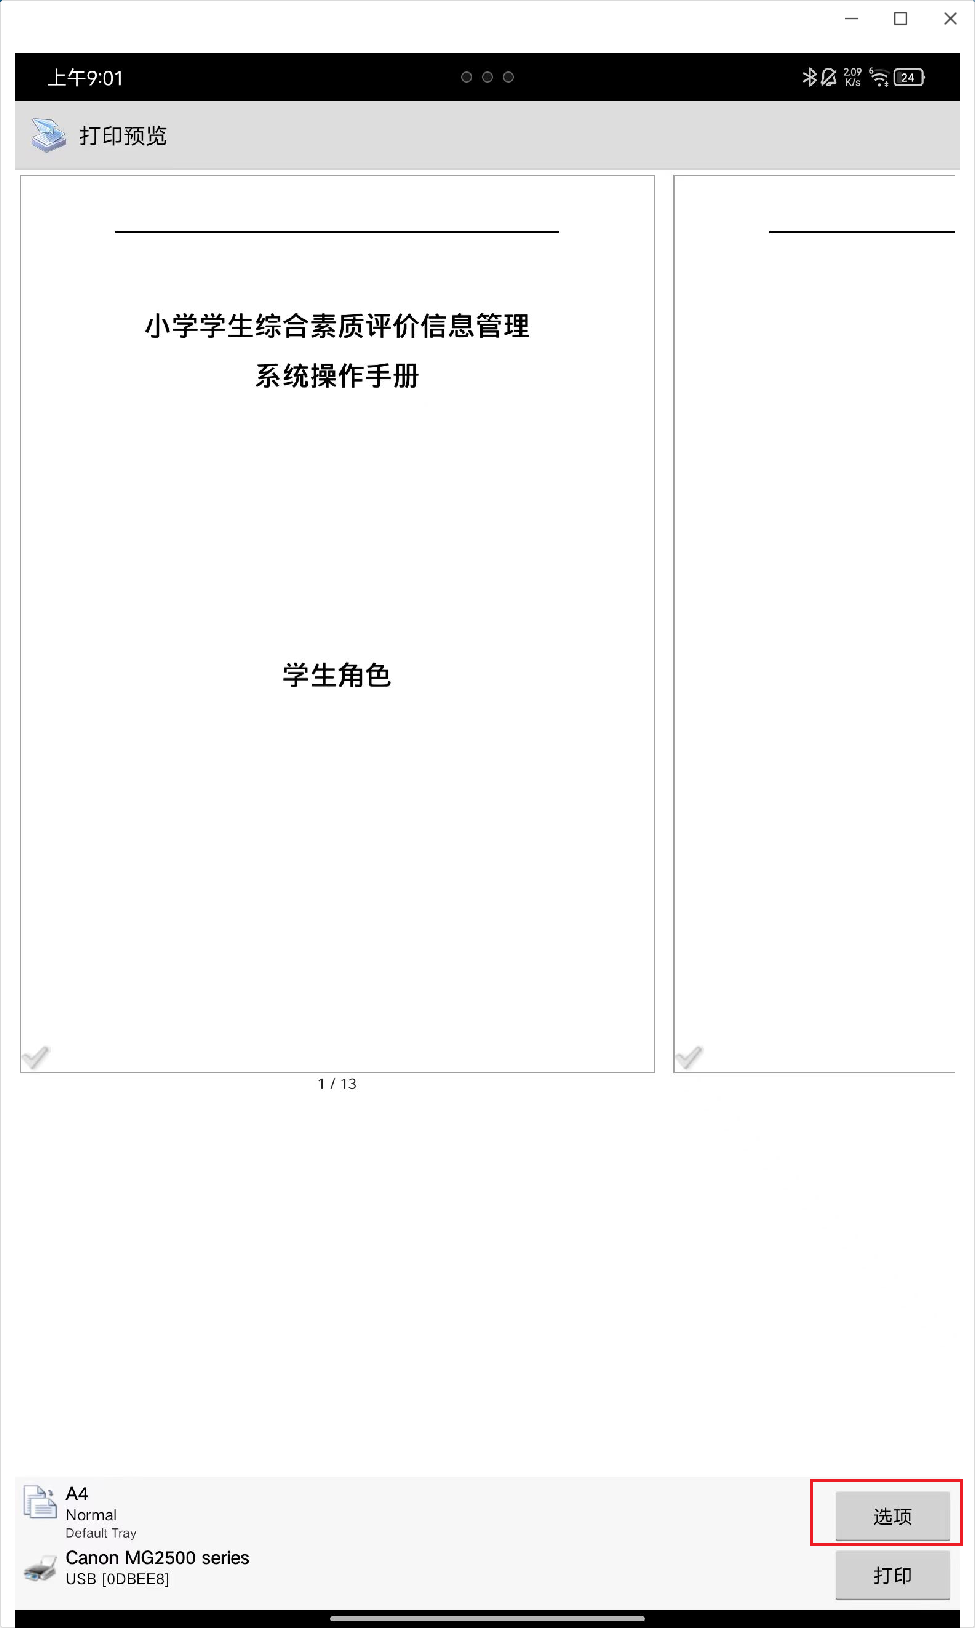 上午9:01
2.09
K/s
6
24
打印预览
小学学生综合素质评价信息管理
系统操作手册
学生角色
1 / 13
A4
Normal
Default Tray
选项
Canon MG2500 series
USB [0DBEE8]
打印